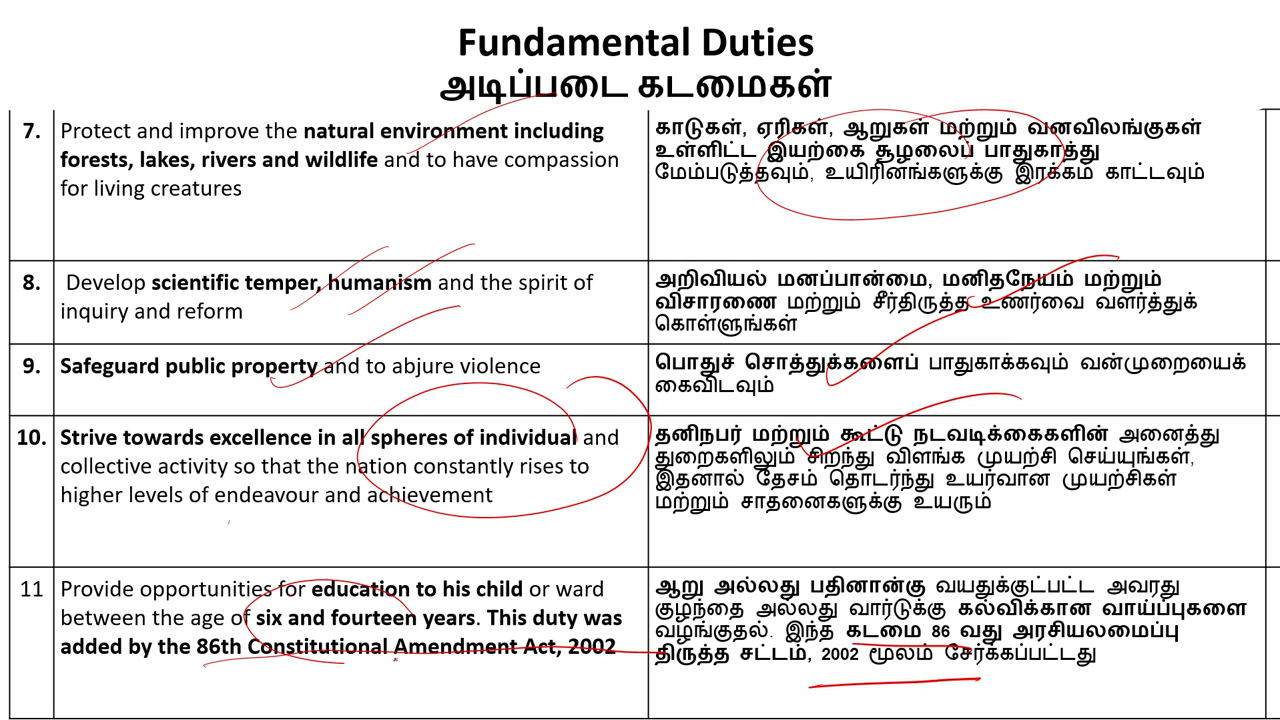 Fundamental Duties
அடிப்படை கடமைகள்
7.
Protect and improve the natural environment including
forests, lakes, rivers and wildlife and to have compassion
for living creatures
காடுகள், ஏரிகள், ஆறுகள் மற்றும் வனவிலங்குகள்
உள்ளிட்ட இயற்கை சூழலைப் பாதுகாத்து
மேம்படுத்தவும், உயிரினங்களுக்கு இரக்கம் காட்டவும்
8.
Develop scientific temper, humanism and the spirit of
inquiry and reform
அறிவியல் மனப்பான்மை, மனிதநேயம் மற்றும்
விசாரணை மற்றும் சீர்திருத்த உணர்வை வளர்த்துக்
கொள்ளுங்கள்
9.
Safeguard public property and to abjure violence
பொதுச் சொத்துக்களைப் பாதுகாக்கவும் வன்முறையைக்
கைவிடவும்
10.
Strive towards excellence in all spheres of individual and
collective activity so that the nation constantly rises to
higher levels of endeavour and achievement
தனிநபர் மற்றும் கூட்டு நடவடிக்கைகளின் அனைத்து
துறைகளிலும் சிறந்து விளங்க முயற்சி செய்யுங்கள்,
இதனால் தேசம் தொடர்ந்து உயர்வான முயற்சிகள்
மற்றும் சாதனைகளுக்கு உயரும்
11
Provide opportunities for education to his child or ward
between the age of six and fourteen years. This duty was
added by the 86th Constitutional Amendment Act, 2002
ஆறு அல்லது பதினான்கு வயதுக்குட்பட்ட அவரது
குழந்தை அல்லது வார்டுக்கு கல்விக்கான வாய்ப்புகளை
வழங்குதல். இந்த கடமை 86 வது அரசியலமைப்பு
திருத்த சட்டம், 2002 மூலம் சேர்க்கப்பட்டது